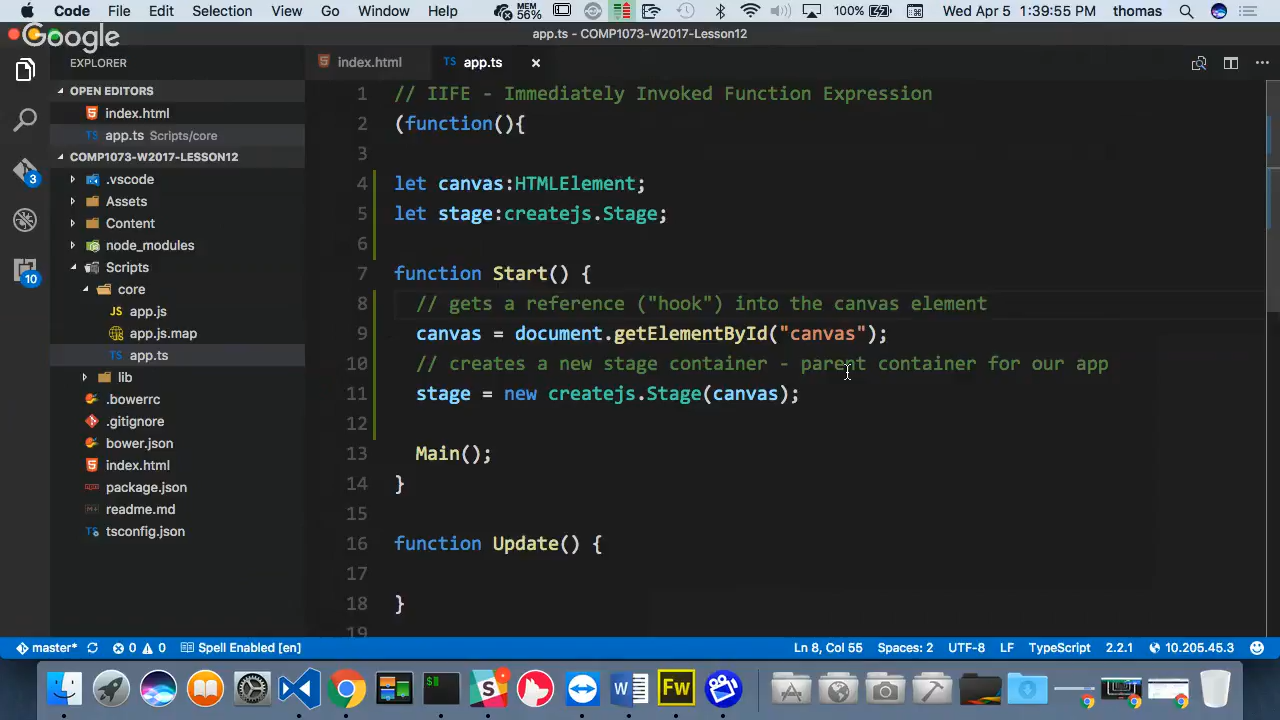 Code File Edit Selection View Go Window Help MEM 56% 100% Wed Apr 5 1:39:55 PM thomas
Google
app.ts - COMP1073-W2017-Lesson12
EXPLORER
index.html
TS app.ts
OPEN EDITORS
index.html
TS app.ts Scripts/core
COMP1073-W2017-LESSON12
.vscode
Assets
Content
node_modules
Scripts
core
JS app.js
app.js.map
TS app.ts
lib
.bowerrc
.gitignore
bower.json
index.html
package.json
readme.md
tsconfig.json
3
10
1 // IIFE - Immediately Invoked Function Expression
2 (function(){
3
4 let canvas:HTMLElement;
5 let stage:createjs.Stage;
6
7 function Start() {
8 // gets a reference ("hook") into the canvas element
9 canvas = document.getElementById("canvas");
10 // creates a new stage container - parent container for our app
11 stage = new createjs.Stage(canvas);
12
13 Main();
14 }
15
16 function Update() {
17
18 }
19
master* 0 0 Spell Enabled [en] Ln 8, Col 55 Spaces: 2 UTF-8 LF TypeScript 2.2.1 10.205.45.3
W Fw